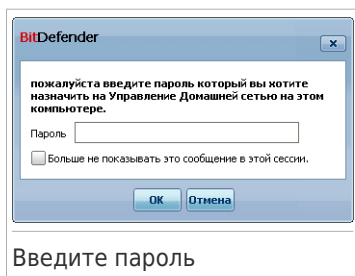 BitDefender
пожалуйста введите пароль который вы хотите
назначить на Управление Домашней сетью на этом
компьютере.
Пароль
Больше не показывать это сообщение в этой сессии.
OK Отмена
Введите пароль